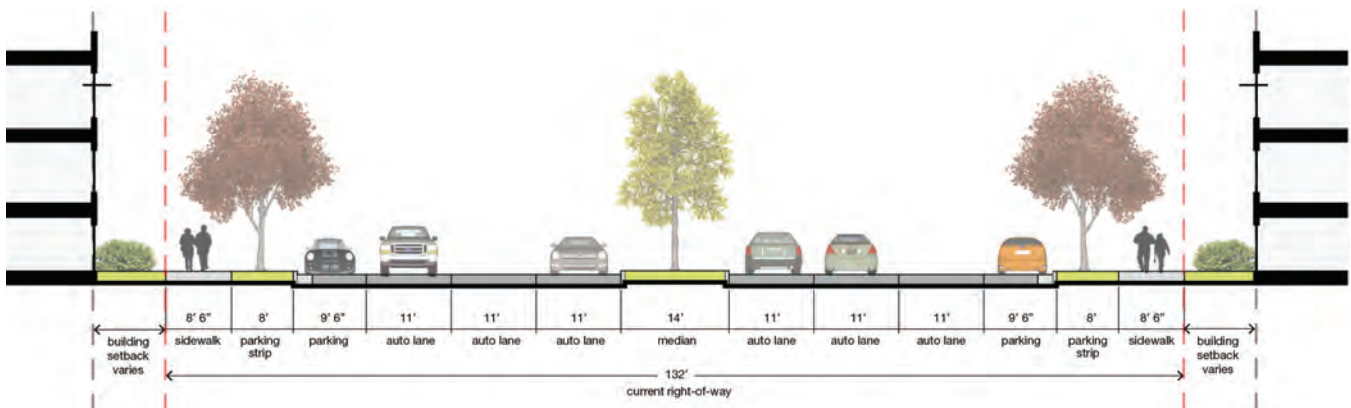 8' 6" 8' 9' 6" 11' 11' 11' 14' 11' 11' 11' 9' 6" 8' 8' 6"
building setback varies
sidewalk
parking strip
parking
auto lane
auto lane
auto lane
median
auto lane
auto lane
auto lane
parking
parking strip
sidewalk
building setback varies
132'
current right-of-way